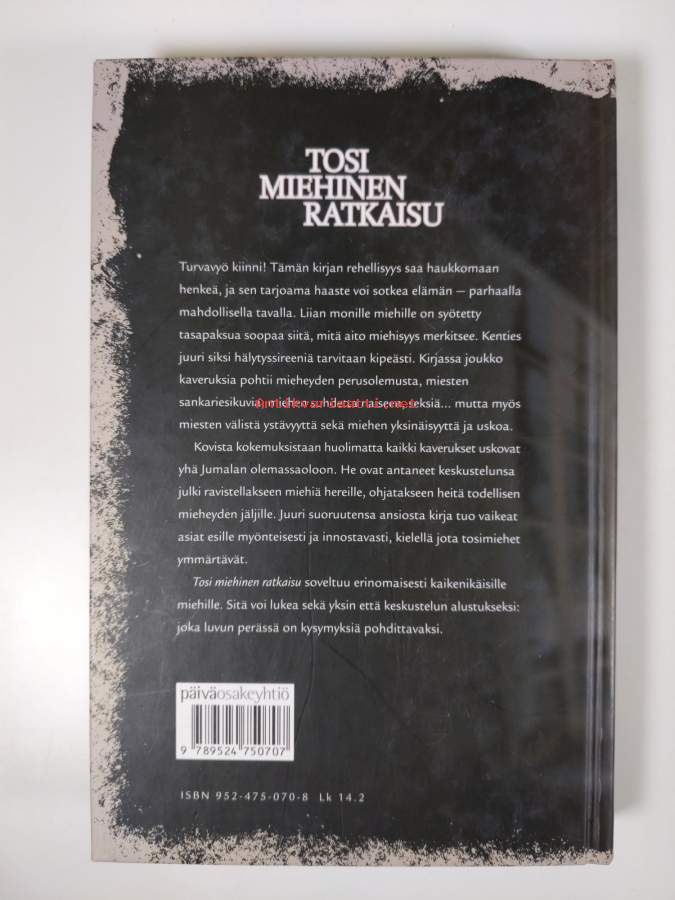 TOSI
MIEHINEN
RATKAISU
Turvavyö kiinni! Tämän kirjan rehellisyys saa haukkomaan
henkeä, ja sen tarjoama haaste voi sotkea elämän – parhaalla
mahdollisella tavalla. Liian monille miehille on syötetty
tasapaksua soopaa siitä, mitä aito miehisyys merkitsee. Kenties
juuri siksi hälytyssireeniä tarvitaan kipeästi. Kirjassa joukko
kaveruksia pohtii mieheyden perusolemusta, miesten
sankariesikuvia, miehen suhdetta naiseen, seksiä... mutta myös
miesten välistä ystävyyttä sekä miehen yksinäisyyttä ja uskoa.
Kovista kokemuksistaan huolimatta kaikki kaverukset uskovat
yhä Jumalan olemassaoloon. He ovat antaneet keskustelunsa
julki ravistellakseen miehiä hereille, ohjatakseen heitä todellisen
mieheyden jäljille. Juuri suoruutensa ansiosta kirja tuo vaikeat
asiat esille myönteisesti ja innostavasti, kielellä jota tosimiehet
ymmärtävät.
Tosi miehinen ratkaisu soveltuu erinomaisesti kaikenikäisille
miehille. Sitä voi lukea sekä yksin että keskustelun alustukseksi:
joka luvun perässä on kysymyksiä pohdittavaksi.
päiväosakeyhtiö
9 789524 750707
ISBN 952-475-070-8 Lk 14.2